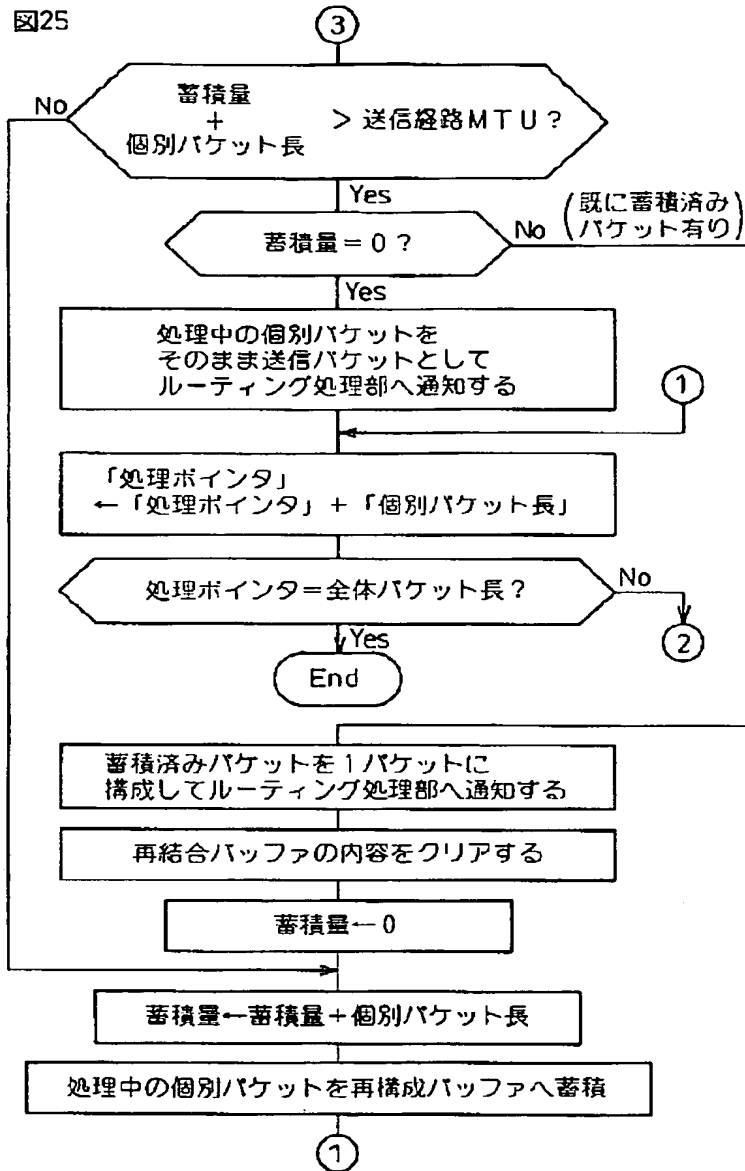 図25
③
No
蓄積量
+
個別パケット長
> 送信経路MTU?
Yes
蓄積量=0?
No
(既に蓄積済み
パケット有り)
Yes
処理中の個別パケットを
そのまま送信パケットとして
ルーティング処理部へ通知する
①
「処理ポインタ」
←「処理ポインタ」+「個別パケット長」
処理ポインタ=全体パケット長?
No
②
Yes
End
蓄積済みパケットを1パケットに
構成してルーティング処理部へ通知する
再結合バッファの内容をクリアする
蓄積量←0
蓄積量←蓄積量+個別パケット長
処理中の個別パケットを再構成バッファへ蓄積
①